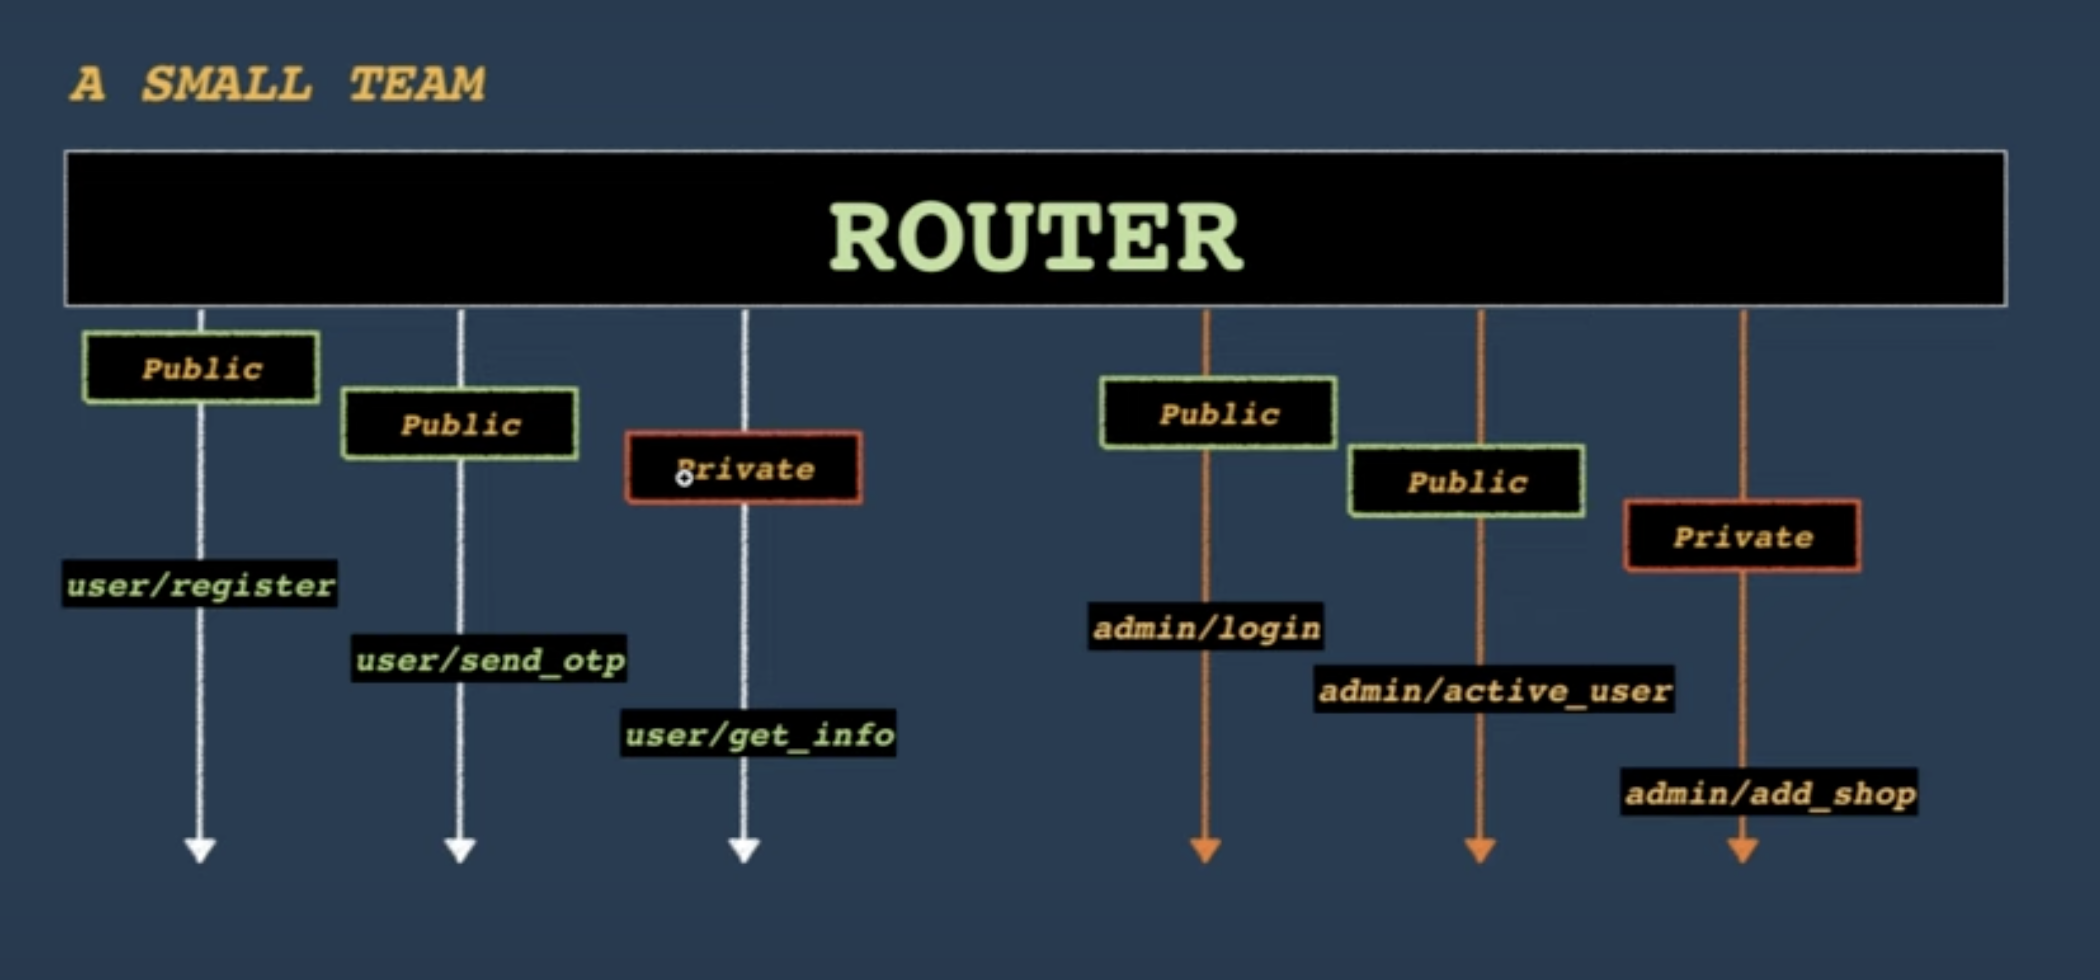 A SMALL TEAM
ROUTER
Public
Public
Private
Public
Public
Private
user/register
user/send_otp
user/get_info
admin/login
admin/active_user
admin/add_shop